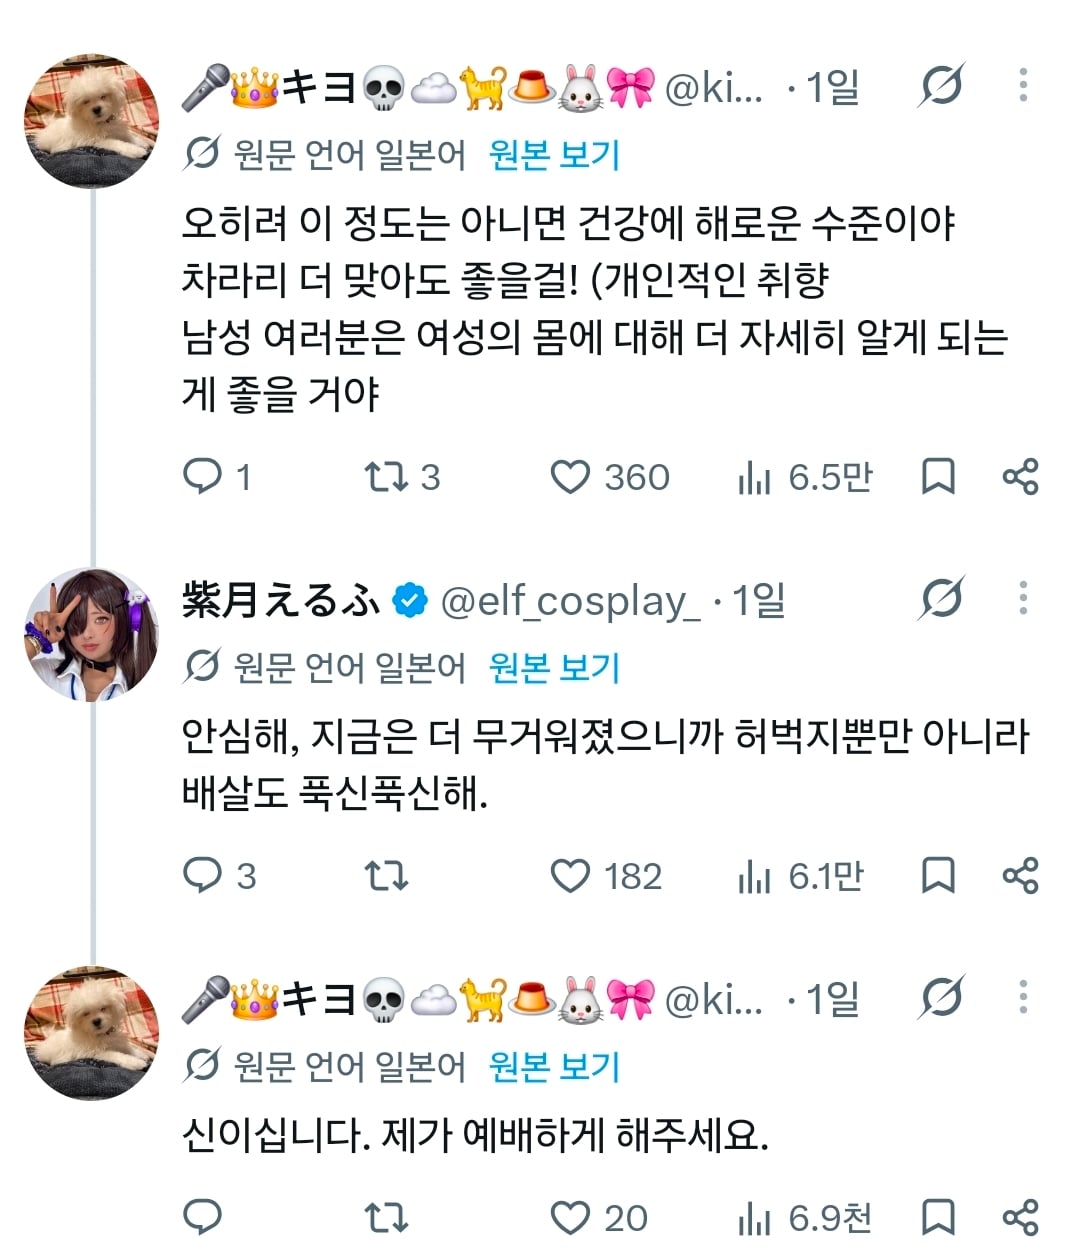 🎤👑キヨ💀☁️🐈🍮🐰🎀 @ki... · 1일
원문 언어 일본어 원본 보기
오히려 이 정도는 아니면 건강에 해로운 수준이야
차라리 더 맞아도 좋을걸! (개인적인 취향
남성 여러분은 여성의 몸에 대해 더 자세히 알게 되는
게 좋을 거야
1 3 360 6.5만
紫月えるふ @elf_cosplay_ · 1일
원문 언어 일본어 원본 보기
안심해, 지금은 더 무거워졌으니까 허벅지뿐만 아니라
배살도 푹신푹신해.
3 182 6.1만
🎤👑キヨ💀☁️🐈🍮🐰🎀 @ki... · 1일
원문 언어 일본어 원본 보기
신이십니다. 제가 예배하게 해주세요.
20 6.9천